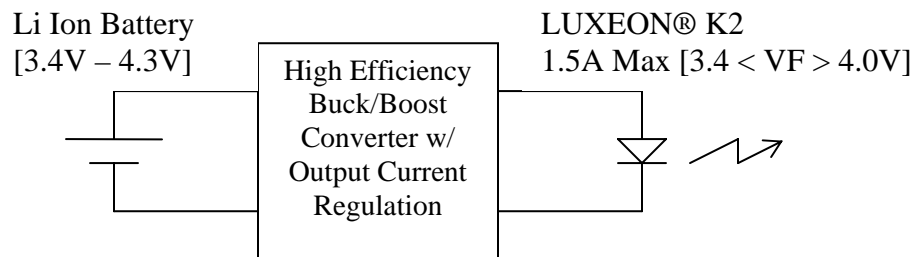 Li Ion Battery
[3.4V – 4.3V]
High Efficiency
Buck/Boost
Converter w/
Output Current
Regulation
LUXEON® K2
1.5A Max [3.4 < VF > 4.0V]